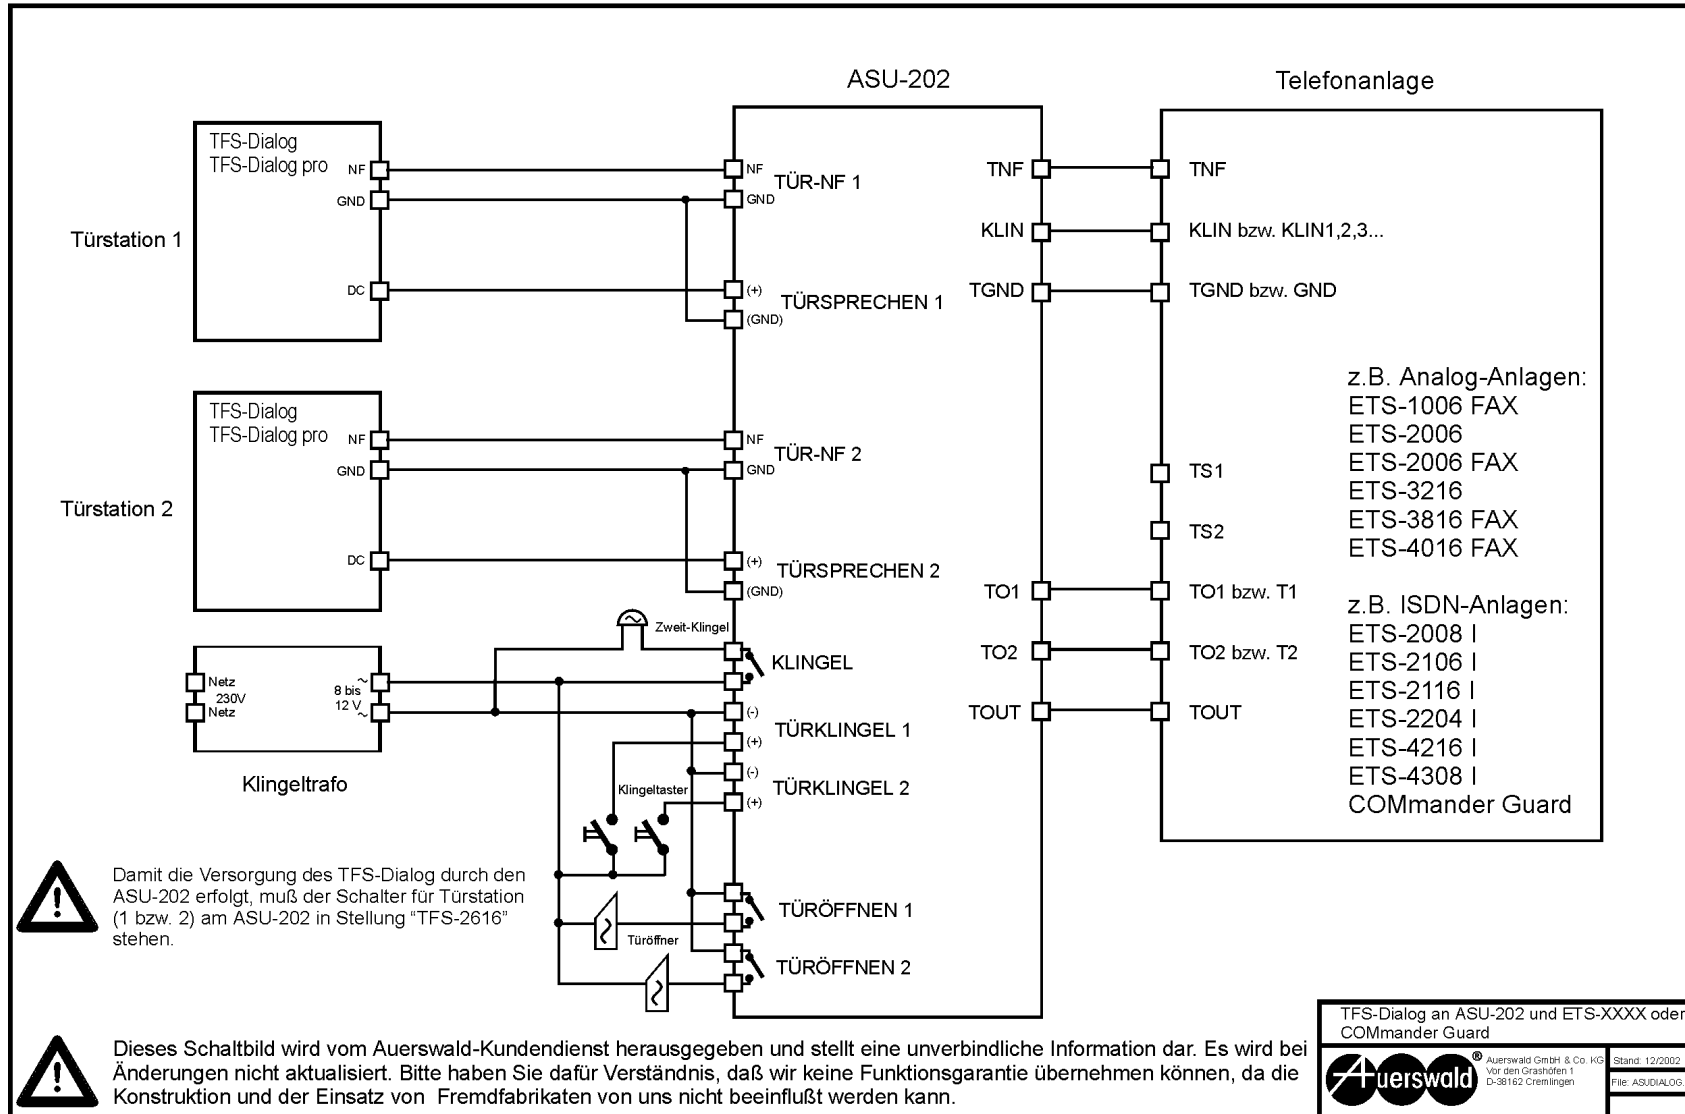 ASU-202
Telefonanlage
TFS-Dialog
TFS-Dialog pro
NF
GND
DC
Türstation 1
NF
TÜR-NF 1
GND
(+)
TÜRSPRECHEN 1
(GND)
TNF
TNF
KLIN
KLIN bzw. KLIN1,2,3...
TGND
TGND bzw. GND
TFS-Dialog
TFS-Dialog pro
NF
GND
DC
Türstation 2
NF
TÜR-NF 2
GND
(+)
TÜRSPRECHEN 2
(GND)
z.B. Analog-Anlagen:
ETS-1006 FAX
ETS-2006
ETS-2006 FAX
ETS-3216
ETS-3816 FAX
ETS-4016 FAX
TS1
TS2
TO1
TO1 bzw. T1
TO2
TO2 bzw. T2
TOUT
TOUT
z.B. ISDN-Anlagen:
ETS-2008 I
ETS-2106 I
ETS-2116 I
ETS-2204 I
ETS-4216 I
ETS-4308 I
COMmander Guard
Zweit-Klingel
KLINGEL
Netz
230V
Netz
8 bis
12 V
~
~
Klingeltrafo
(-)
TÜRKLINGEL 1
(+)
(-)
TÜRKLINGEL 2
(+)
Klingeltaster
TÜRÖFFNEN 1
Türöffner
TÜRÖFFNEN 2
Damit die Versorgung des TFS-Dialog durch den
ASU-202 erfolgt, muß der Schalter für Türstation
(1 bzw. 2) am ASU-202 in Stellung “TFS-2616”
stehen.
Dieses Schaltbild wird vom Auerswald-Kundendienst herausgegeben und stellt eine unverbindliche Information dar. Es wird bei
Änderungen nicht aktualisiert. Bitte haben Sie dafür Verständnis, daß wir keine Funktionsgarantie übernehmen können, da die
Konstruktion und der Einsatz von Fremdfabrikaten von uns nicht beeinflußt werden kann.
TFS-Dialog an ASU-202 und ETS-XXXX oder
COMmander Guard
Auerswald ®
Auerswald GmbH & Co. KG
Vor den Grashöfen 1
D-38162 Cremlingen
Stand: 12/2002
File: ASUDIALOG.